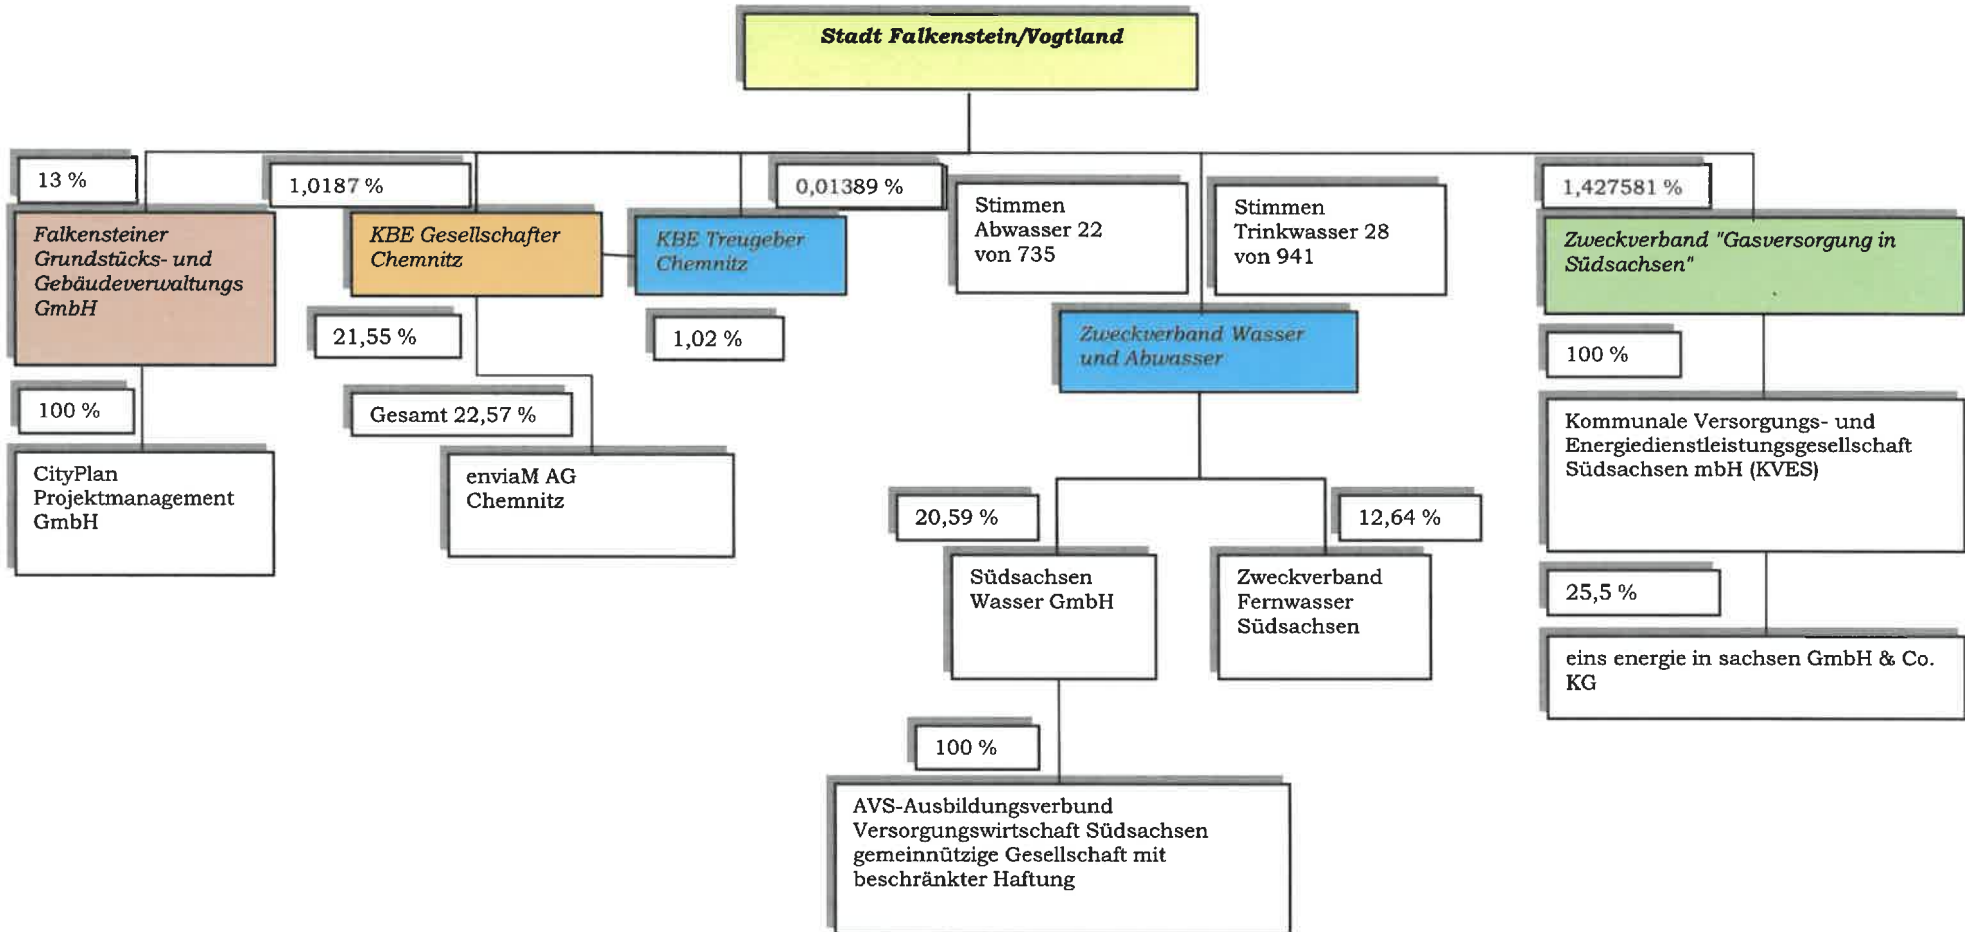 Stadt Falkenstein/Vogtland
13 %
1,0187 %
0,01389 %
Stimmen
Abwasser 22
von 735
Stimmen
Trinkwasser 28
von 941
1,427581 %
Falkensteiner
Grundstücks- und
Gebäudeverwaltungs
GmbH
KBE Gesellschafter
Chemnitz
KBE Treugeber
Chemnitz
Zweckverband "Gasversorgung in
Südsachsen"
21,55 %
1,02 %
Zweckverband Wasser
und Abwasser
100 %
100 %
Gesamt 22,57 %
Kommunale Versorgungs- und
Energiedienstleistungsgesellschaft
Südsachsen mbH (KVES)
CityPlan
Projektmanagement
GmbH
enviaM AG
Chemnitz
20,59 %
12,64 %
Südsachsen
Wasser GmbH
Zweckverband
Fernwasser
Südsachsen
25,5 %
eins energie in sachsen GmbH & Co.
KG
100 %
AVS-Ausbildungsverbund
Versorgungswirtschaft Südsachsen
gemeinnützige Gesellschaft mit
beschränkter Haftung